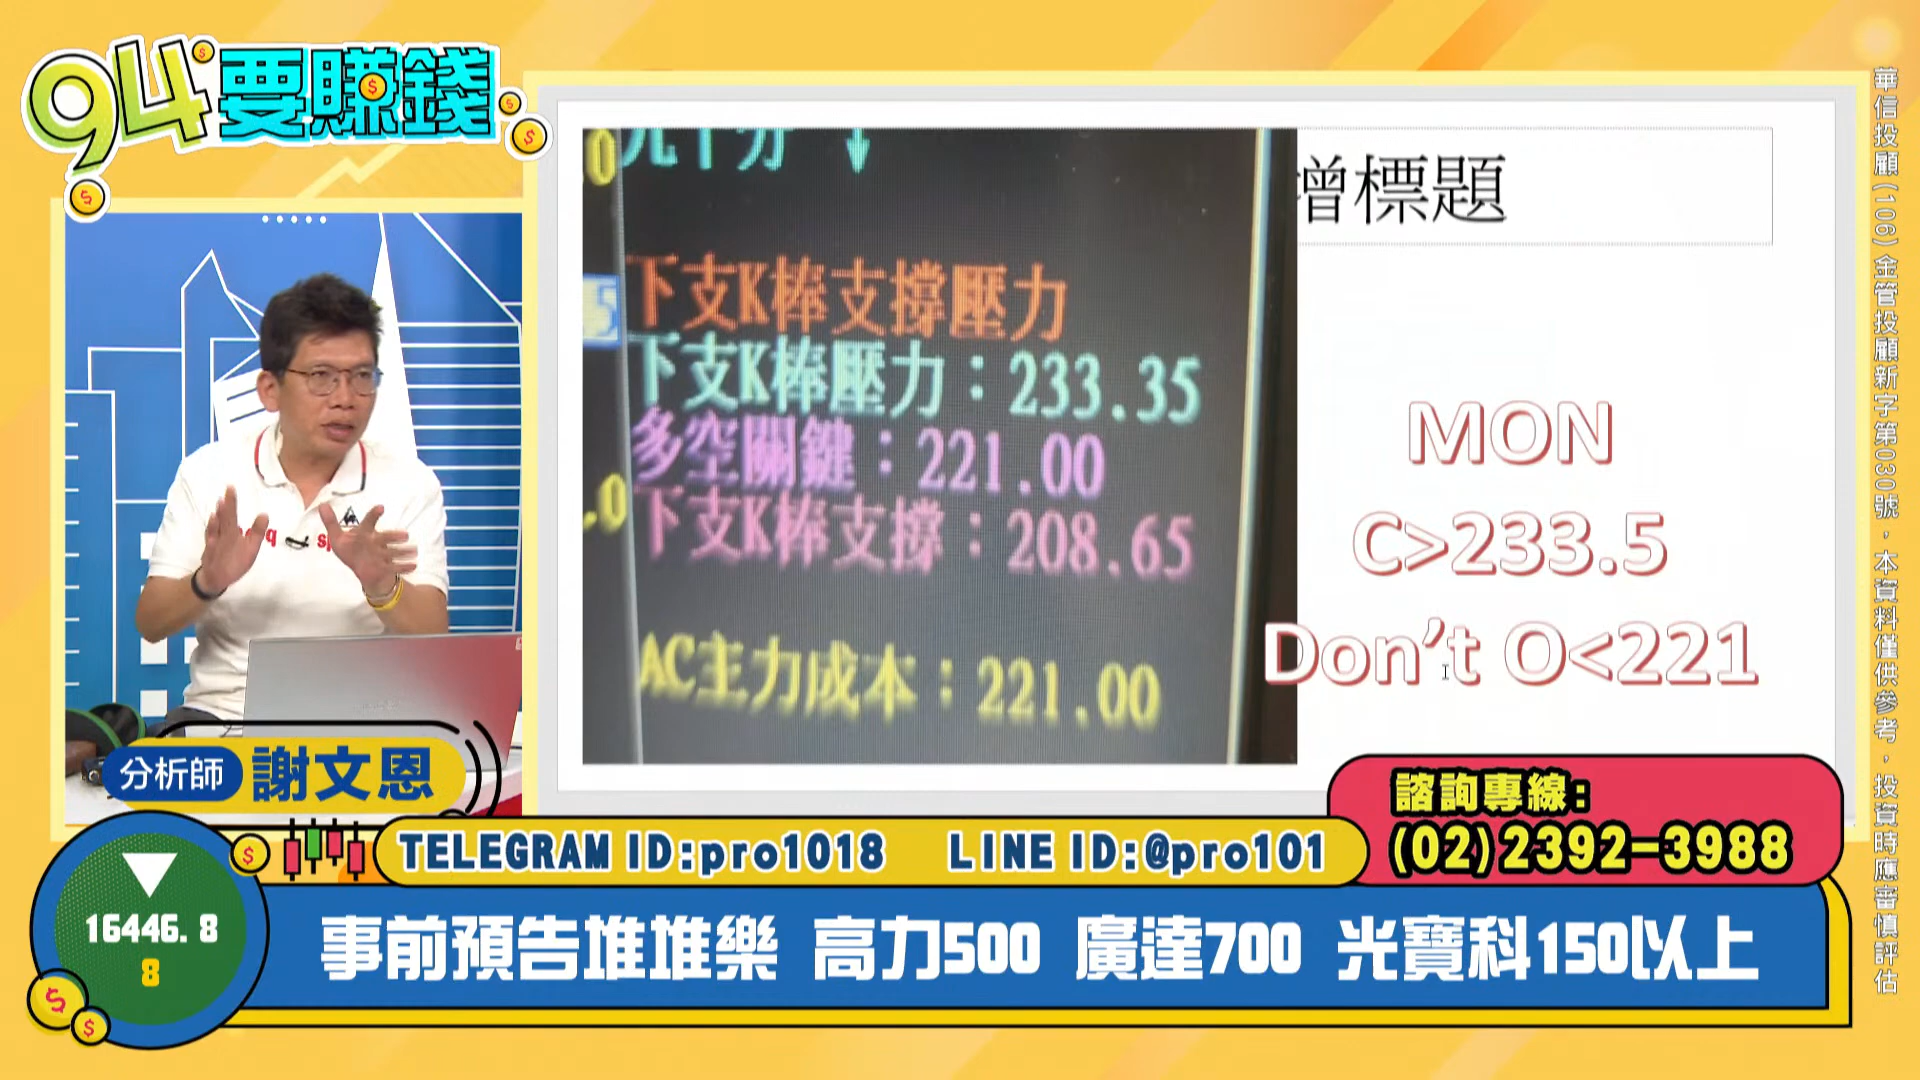 94要賺錢
九十分 ↓
0
增標題
下支K棒支撐壓力
5
下支K棒壓力：233.35
多空關鍵：221.00
.0
下支K棒支撐：208.65
AC主力成本：221.00
MON
C>233.5
Don't O<221
分析師 謝文恩
諮詢專線:
(02)2392-3988
TELEGRAM ID:pro1018 LINE ID:@pro101
16446.8
8
事前預告堆堆樂 高力500 廣達700 光寶科150以上
華信投顧(106)金管投顧新字第030號，本資料僅供參考，投資時應審慎評估